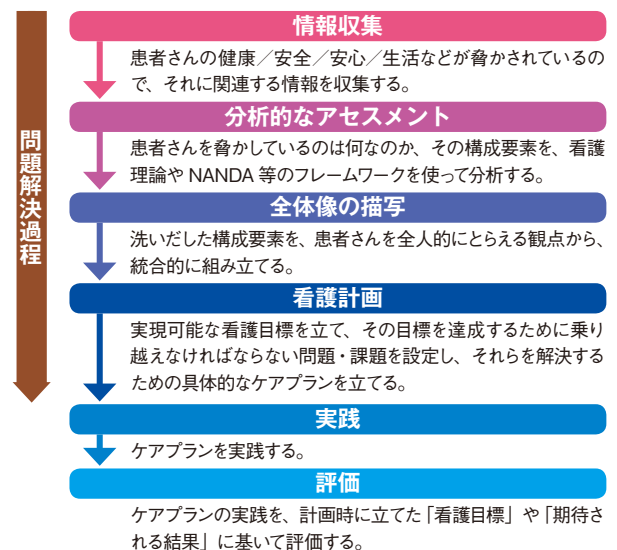 問題解決過程
情報収集
患者さんの健康／安全／安心／生活などが脅かされているの
で、それに関連する情報を収集する。
分析的なアセスメント
患者さんを脅かしているのは何なのか、その構成要素を、看護
理論や NANDA 等のフレームワークを使って分析する。
全体像の描写
洗いだした構成要素を、患者さんを全人的にとらえる観点から、
統合的に組み立てる。
看護計画
実現可能な看護目標を立て、その目標を達成するために乗り
越えなければならない問題・課題を設定し、それらを解決する
ための具体的なケアプランを立てる。
実践
ケアプランを実践する。
評価
ケアプランの実践を、計画時に立てた「看護目標」や「期待さ
れる結果」に基いて評価する。